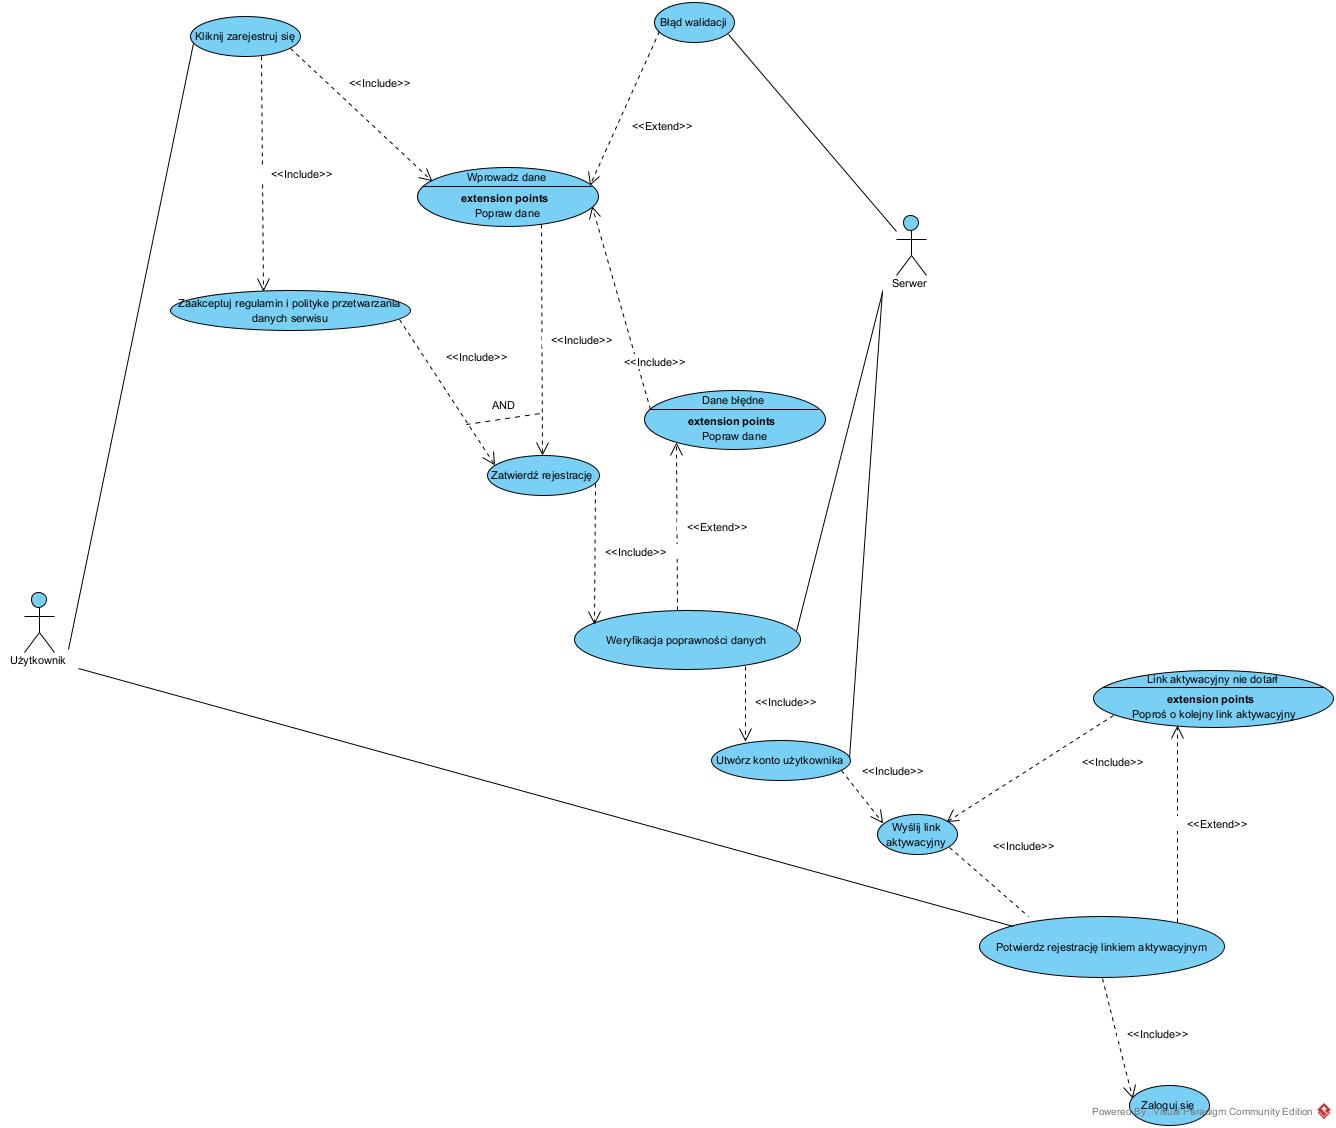 Kliknij zarejestruj się
Błąd walidacji
<<Include>>
<<Extend>>
<<Include>>
Wprowadz dane
extension points
Popraw dane
Serwer
Zaakceptuj regulamin i polityke przetwarzania
danych serwisu
<<Include>>
<<Include>>
<<Include>>
AND
Dane błędne
extension points
Popraw dane
Zatwierdź rejestrację
<<Extend>>
<<Include>>
Weryfikacja poprawności danych
Użytkownik
Link aktywacyjny nie dotarł
extension points
Poproś o kolejny link aktywacyjny
<<Include>>
Utwórz konto użytkownika
<<Include>>
<<Include>>
<<Extend>>
Wyślij link
aktywacyjny
<<Include>>
Potwierdz rejestrację linkiem aktywacyjnym
<<Include>>
Zaloguj się
Powered By: Visual Paradigm Community Edition